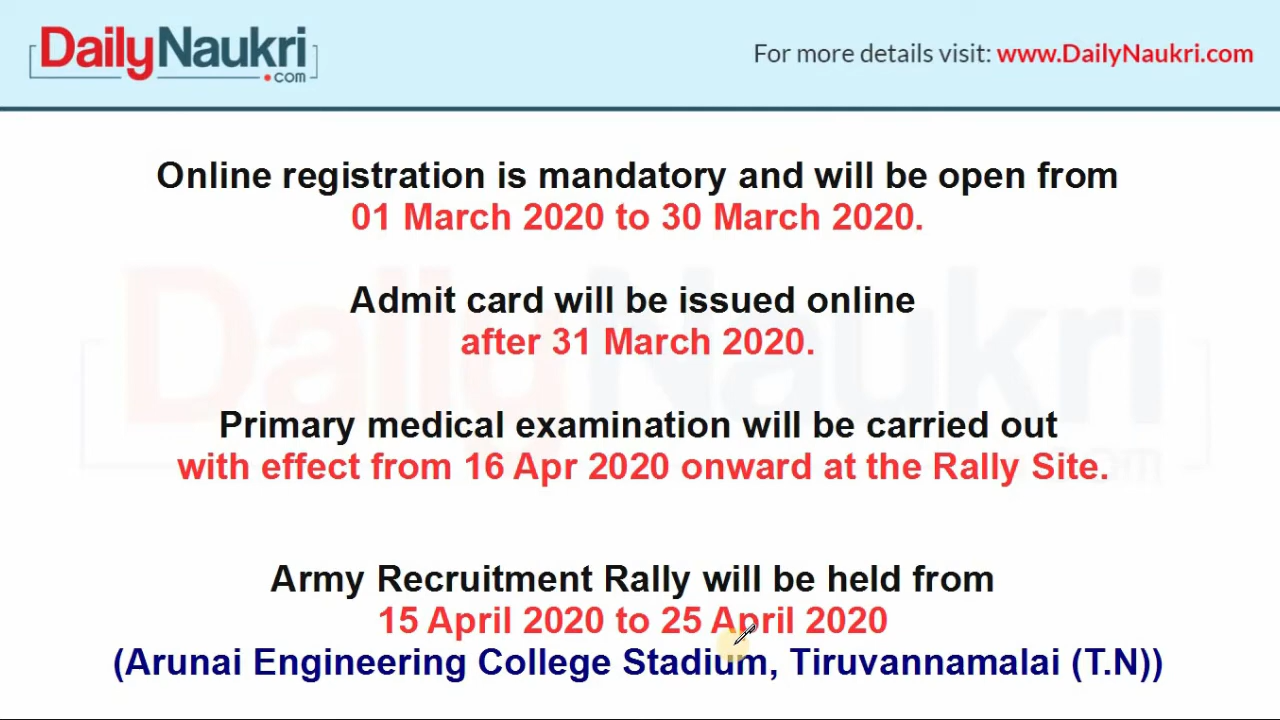 DailyNaukri
.com
For more details visit: www.DailyNaukri.com
Online registration is mandatory and will be open from
01 March 2020 to 30 March 2020.
Admit card will be issued online
after 31 March 2020.
Primary medical examination will be carried out
with effect from 16 Apr 2020 onward at the Rally Site.
Army Recruitment Rally will be held from
15 April 2020 to 25 April 2020
(Arunai Engineering College Stadium, Tiruvannamalai (T.N))